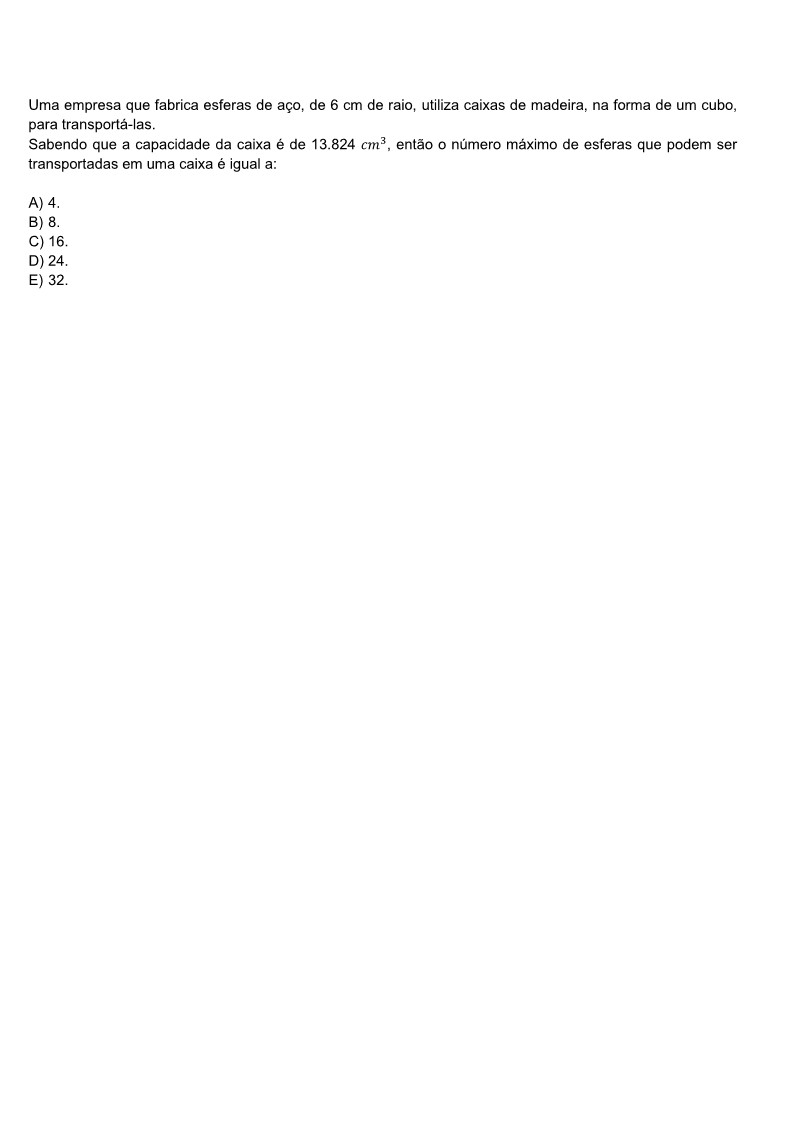 Uma empresa que fabrica esferas de aço, de 6 cm de raio, utiliza caixas de madeira, na forma de um cubo,
para transportá-las.
Sabendo que a capacidade da caixa é de 13.824 cm³, então o número máximo de esferas que podem ser
transportadas em uma caixa é igual a:
A) 4.
B) 8.
C) 16.
D) 24.
E) 32.